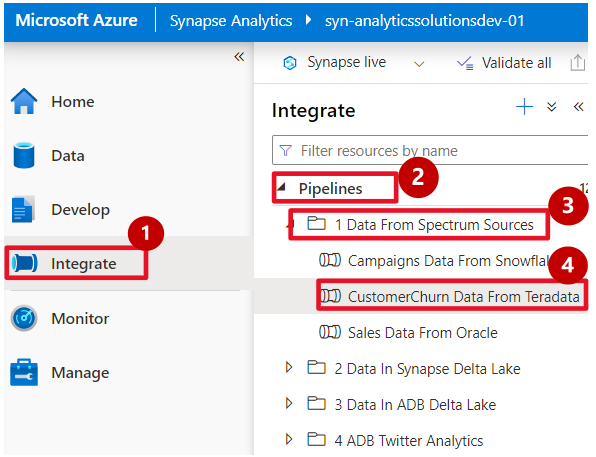 Microsoft Azure Synapse Analytics syn-analyticssolutionsdev-01
Synapse live Validate all
Home
Data
Develop
1
Integrate
Monitor
Manage
Integrate
Filter resources by name
Pipelines 2
3
1 Data From Spectrum Sources
Campaigns Data From 4
CustomerChurn Data From Teradata
Sales Data From Oracle
2 Data In Synapse Delta Lake
3 Data In ADB Delta Lake
4 ADB Twitter Analytics